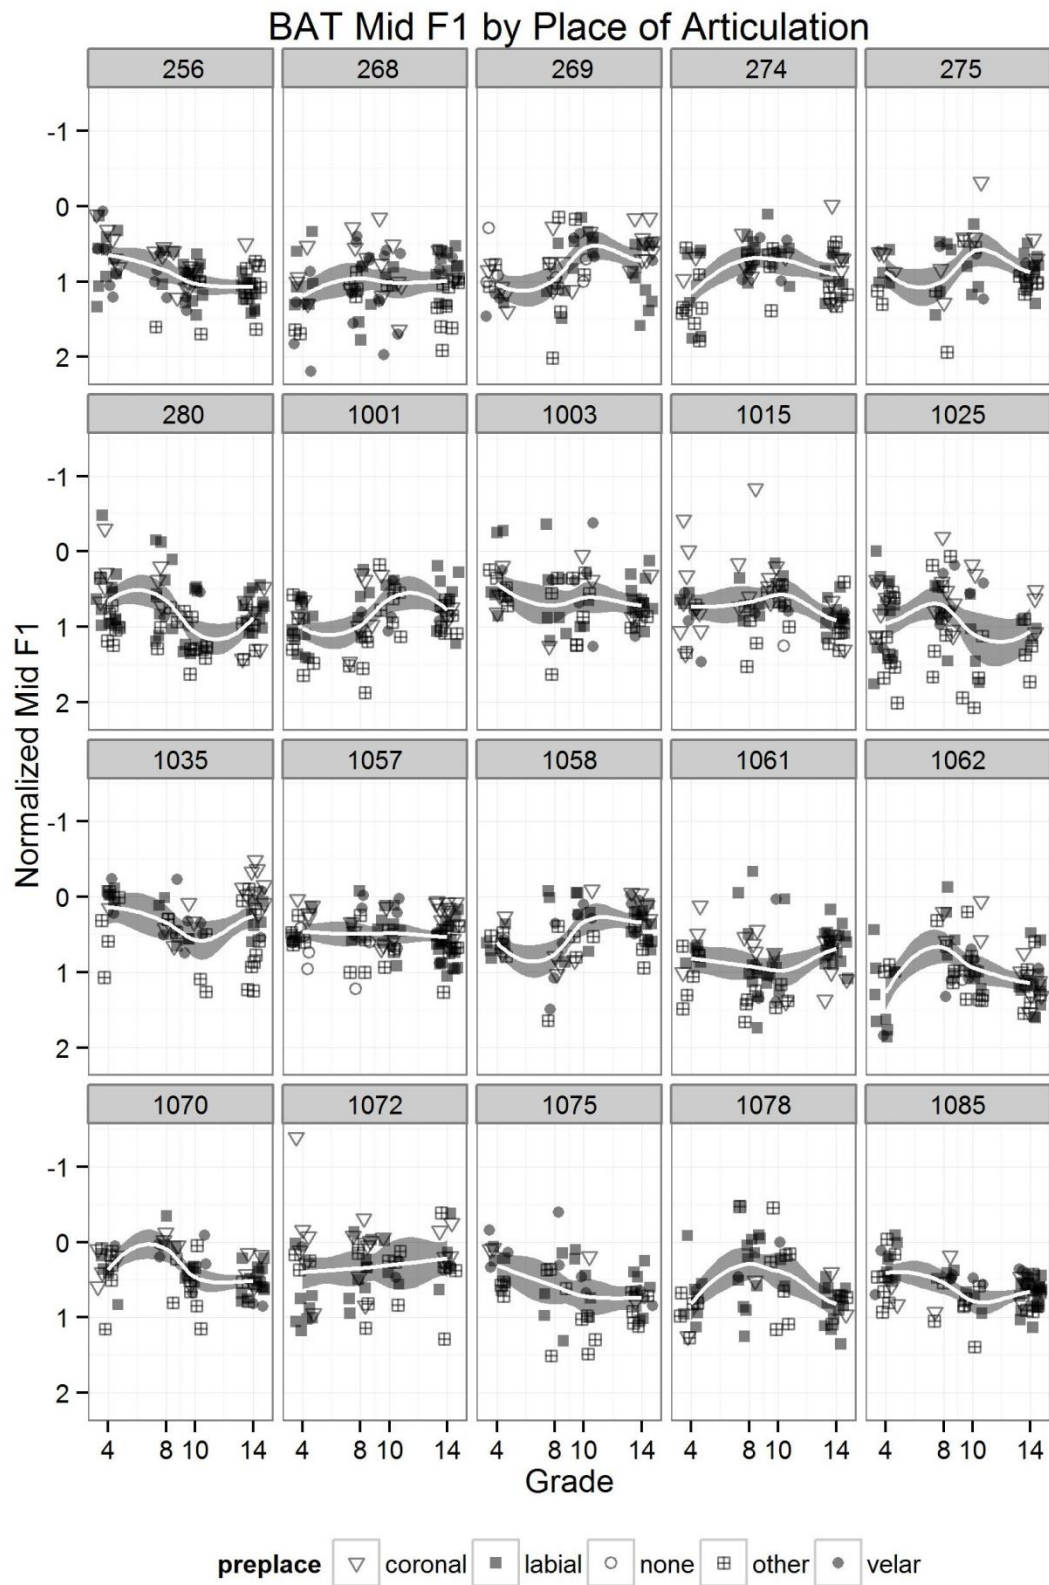 BAT Mid F1 by Place of Articulation
256 268 269 274 275
-1
0
1
2
280 1001 1003 1015 1025
-1
0
1
2
1035 1057 1058 1061 1062
-1
0
1
2
1070 1072 1075 1078 1085
-1
0
1
2
Normalized Mid F1
4 8 10 14 4 8 10 14 4 8 10 14 4 8 10 14 4 8 10 14
Grade
preplace coronal labial none other velar